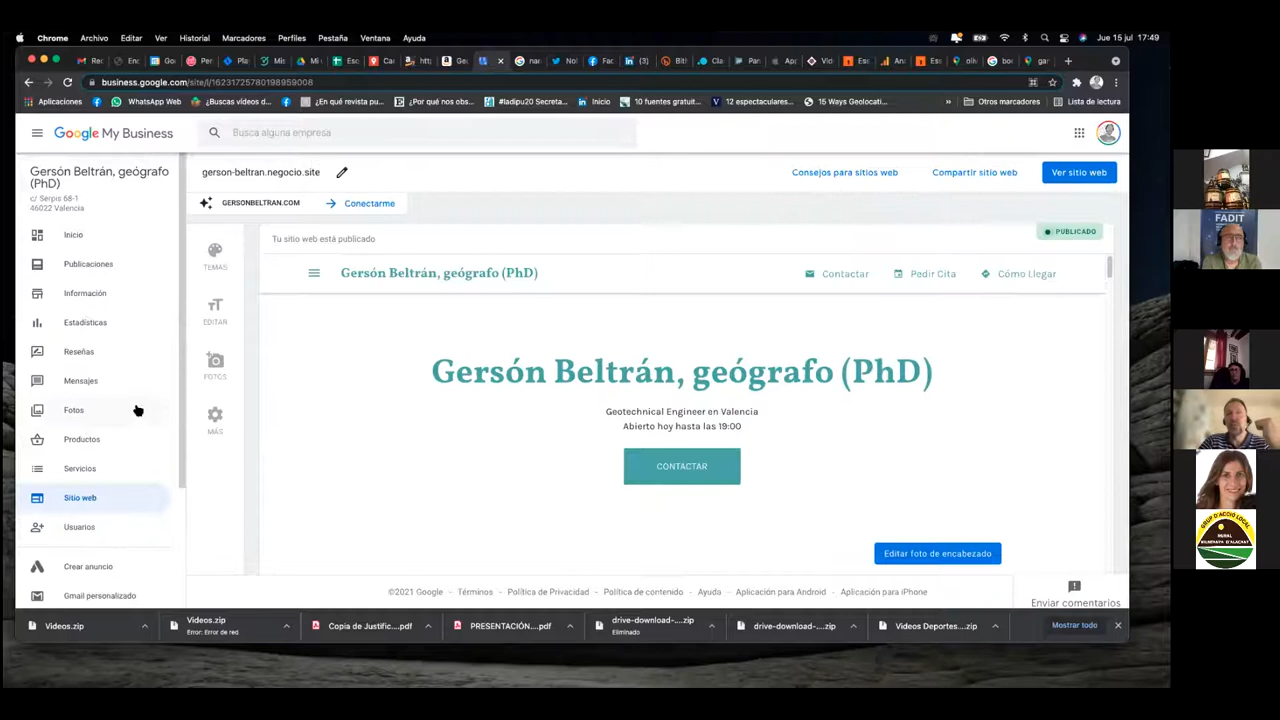 Chrome Archivo Editar Ver Historial Marcadores Perfiles Pestaña Ventana Ayuda Jue 15 jul 17:49
business.google.com/site/l/16231725780198959008
Aplicaciones WhatsApp Web ¿Buscas vídeos d... ¿En qué revista pu... ¿Por qué nos obs... #ladipu20 Secreta... Inicio 10 fuentes gratuit... 12 espectaculares... 15 Ways Geolocati... » Otros marcadores Lista de lectura
Google My Business
Busca alguna empresa
Gersón Beltrán, geógrafo (PhD)
c/ Serpis 68-1
46022 Valencia
Inicio
Publicaciones
Información
Estadísticas
Reseñas
Mensajes
Fotos
Productos
Servicios
Sitio web
Usuarios
Crear anuncio
Gmail personalizado
gerson-beltran.negocio.site
Consejos para sitios web
Compartir sitio web
Ver sitio web
GERSONBELTRAN.COM
Conectarme
TEMAS
EDITAR
FOTOS
MÁS
Tu sitio web está publicado
PUBLICADO
Gersón Beltrán, geógrafo (PhD)
Contactar
Pedir Cita
Cómo Llegar
Gersón Beltrán, geógrafo (PhD)
Geotechnical Engineer en Valencia
Abierto hoy hasta las 19:00
CONTACTAR
Editar foto de encabezado
©2021 Google Términos Política de Privacidad Política de contenido Ayuda Aplicación para Android Aplicación para iPhone
Enviar comentarios
Videos.zip
Videos.zip
Error: Error de red
Copia de Justific....pdf
PRESENTACIÓN....pdf
drive-download-....zip
Eliminado
drive-download-....zip
Videos Deportes....zip
Mostrar todo
FADIT
GRUP D'ACCIÓ LOCAL
RURAL